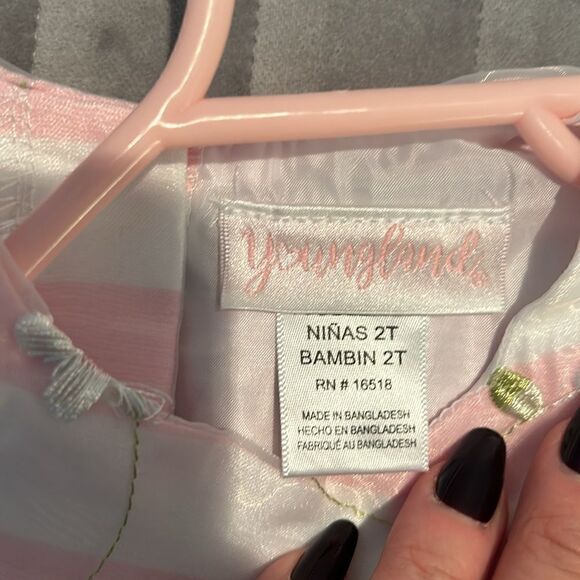 Youngland®
NIÑAS 2T
BAMBIN 2T
RN # 16518
MADE IN BANGLADESH
HECHO EN BANGLADESH
FABRIQUÉ AU BANGLADESH